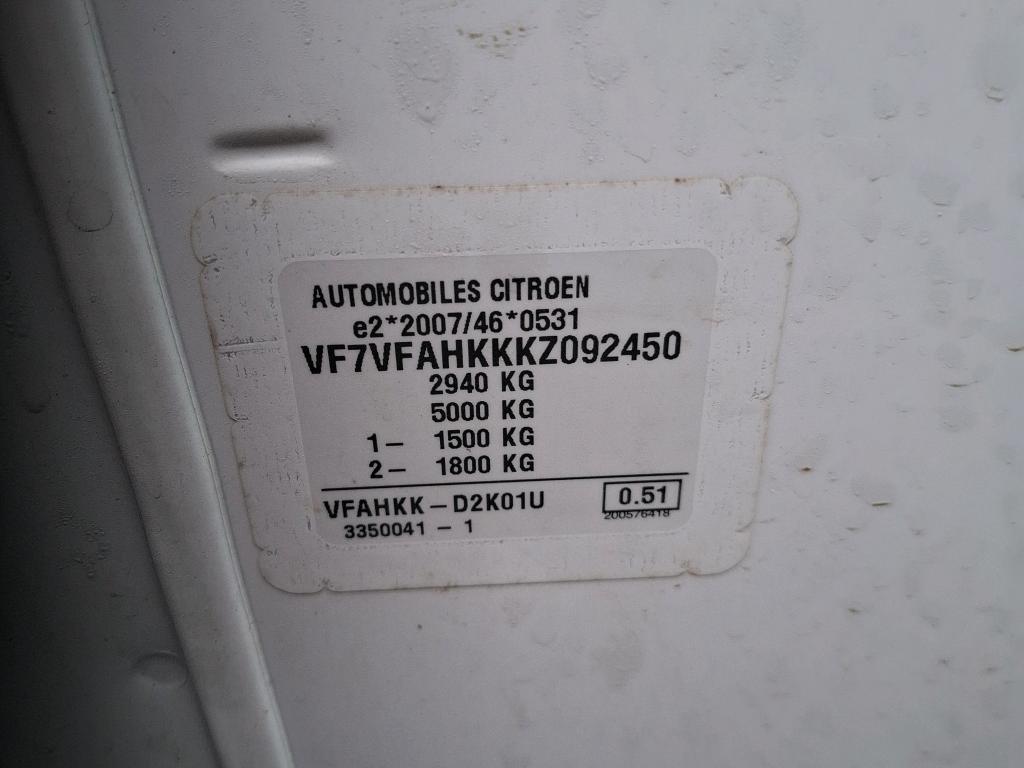 AUTOMOBILES CITROEN
e2*2007/46*0531
VF7VFAHKKKZ092450
2940 KG
5000 KG
1- 1500 KG
2- 1800 KG
VFAHKK-D2K01U 0.51
3350041-1 200576418